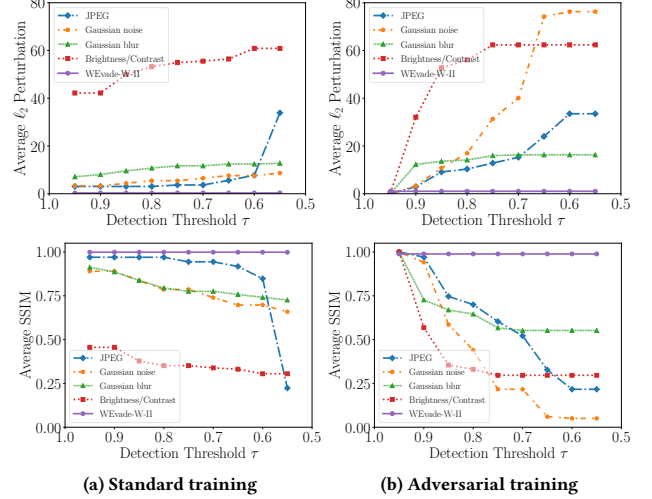 80
60
40
20
0
1.0 0.9 0.8 0.7 0.6 0.5
Average ℓ₂ Perturbation
Detection Threshold τ
JPEG
Gaussian noise
Gaussian blur
Brightness/Contrast
WEvade-W-II
80
60
40
20
0
1.0 0.9 0.8 0.7 0.6 0.5
Average ℓ₂ Perturbation
Detection Threshold τ
JPEG
Gaussian noise
Gaussian blur
Brightness/Contrast
WEvade-W-II
1.00
0.75
0.50
0.25
0.00
1.0 0.9 0.8 0.7 0.6 0.5
Average SSIM
Detection Threshold τ
JPEG
Gaussian noise
Gaussian blur
Brightness/Contrast
WEvade-W-II
1.00
0.75
0.50
0.25
0.00
1.0 0.9 0.8 0.7 0.6 0.5
Average SSIM
Detection Threshold τ
JPEG
Gaussian noise
Gaussian blur
Brightness/Contrast
WEvade-W-II
(a) Standard training
(b) Adversarial training